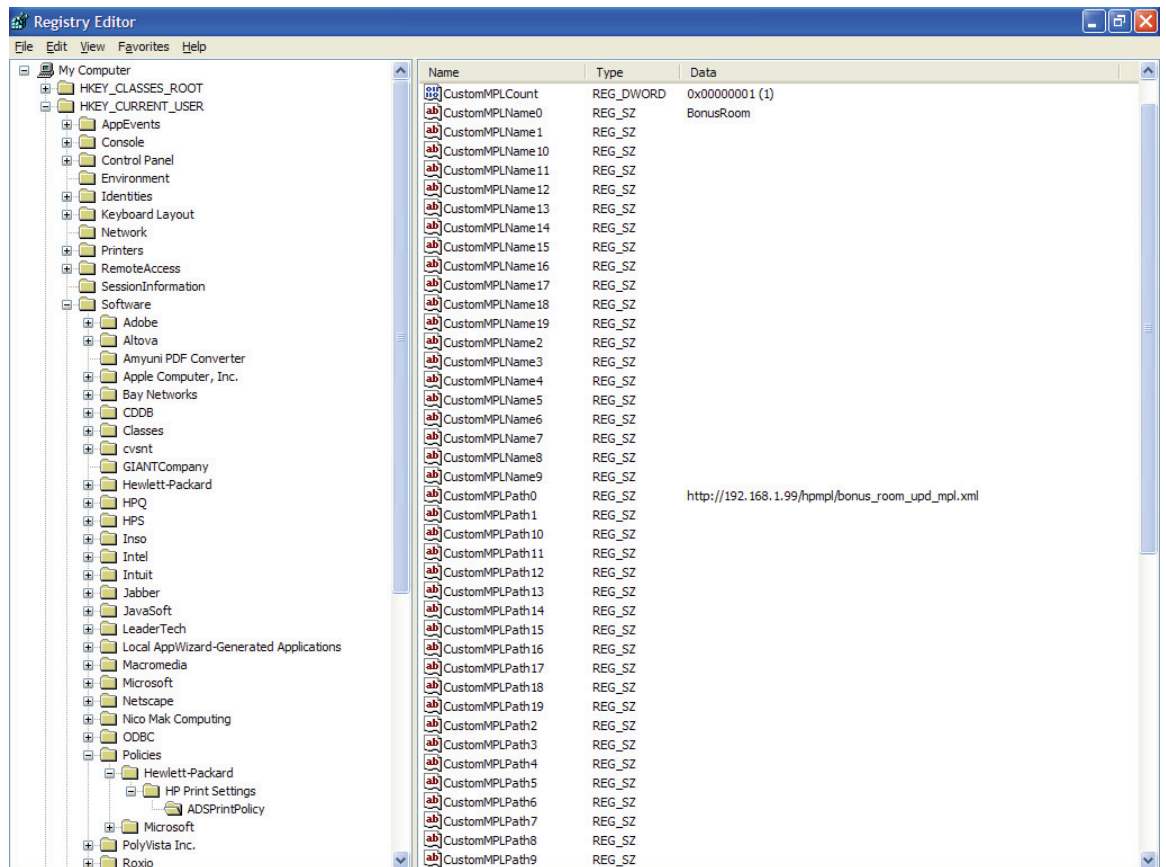 Registry Editor
File Edit View Favorites Help
My Computer
HKEY_CLASSES_ROOT
HKEY_CURRENT_USER
AppEvents
Console
Control Panel
Environment
Identities
Keyboard Layout
Network
Printers
RemoteAccess
SessionInformation
Software
Adobe
Altova
Amyuni PDF Converter
Apple Computer, Inc.
Bay Networks
CDDB
Classes
cvsnt
GIANTCompany
Hewlett-Packard
HPQ
HPS
Inso
Intel
Intuit
Jabber
JavaSoft
LeaderTech
Local AppWizard-Generated Applications
Macromedia
Microsoft
Netscape
Nico Mak Computing
ODBC
Policies
Hewlett-Packard
HP Print Settings
ADSPrintPolicy
Microsoft
PolyVista Inc.
Roxio
Name Type Data
CustomMPLCount REG_DWORD 0x00000001 (1)
CustomMPLName0 REG_SZ BonusRoom
CustomMPLName1 REG_SZ
CustomMPLName10 REG_SZ
CustomMPLName11 REG_SZ
CustomMPLName12 REG_SZ
CustomMPLName13 REG_SZ
CustomMPLName14 REG_SZ
CustomMPLName15 REG_SZ
CustomMPLName16 REG_SZ
CustomMPLName17 REG_SZ
CustomMPLName18 REG_SZ
CustomMPLName19 REG_SZ
CustomMPLName2 REG_SZ
CustomMPLName3 REG_SZ
CustomMPLName4 REG_SZ
CustomMPLName5 REG_SZ
CustomMPLName6 REG_SZ
CustomMPLName7 REG_SZ
CustomMPLName8 REG_SZ
CustomMPLName9 REG_SZ
CustomMPLPath0 REG_SZ http://192.168.1.99/hpmpl/bonus_room_upd_mpl.xml
CustomMPLPath1 REG_SZ
CustomMPLPath10 REG_SZ
CustomMPLPath11 REG_SZ
CustomMPLPath12 REG_SZ
CustomMPLPath13 REG_SZ
CustomMPLPath14 REG_SZ
CustomMPLPath15 REG_SZ
CustomMPLPath16 REG_SZ
CustomMPLPath17 REG_SZ
CustomMPLPath18 REG_SZ
CustomMPLPath19 REG_SZ
CustomMPLPath2 REG_SZ
CustomMPLPath3 REG_SZ
CustomMPLPath4 REG_SZ
CustomMPLPath5 REG_SZ
CustomMPLPath6 REG_SZ
CustomMPLPath7 REG_SZ
CustomMPLPath8 REG_SZ
CustomMPLPath9 REG_SZ